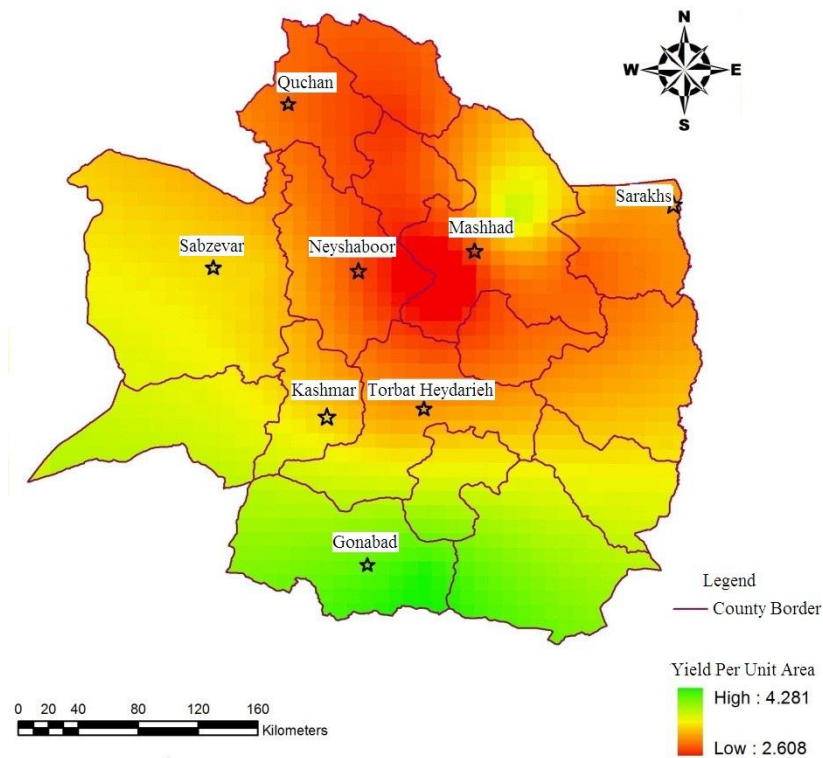 N
W E
S
Quchan
Sarakhs
Mashhad
Sabzevar
Neyshaboor
Kashmar
Torbat Heydarieh
Gonabad
Legend
County Border
Yield Per Unit Area
High : 4.281
Low : 2.608
0 20 40 80 120 160
Kilometers